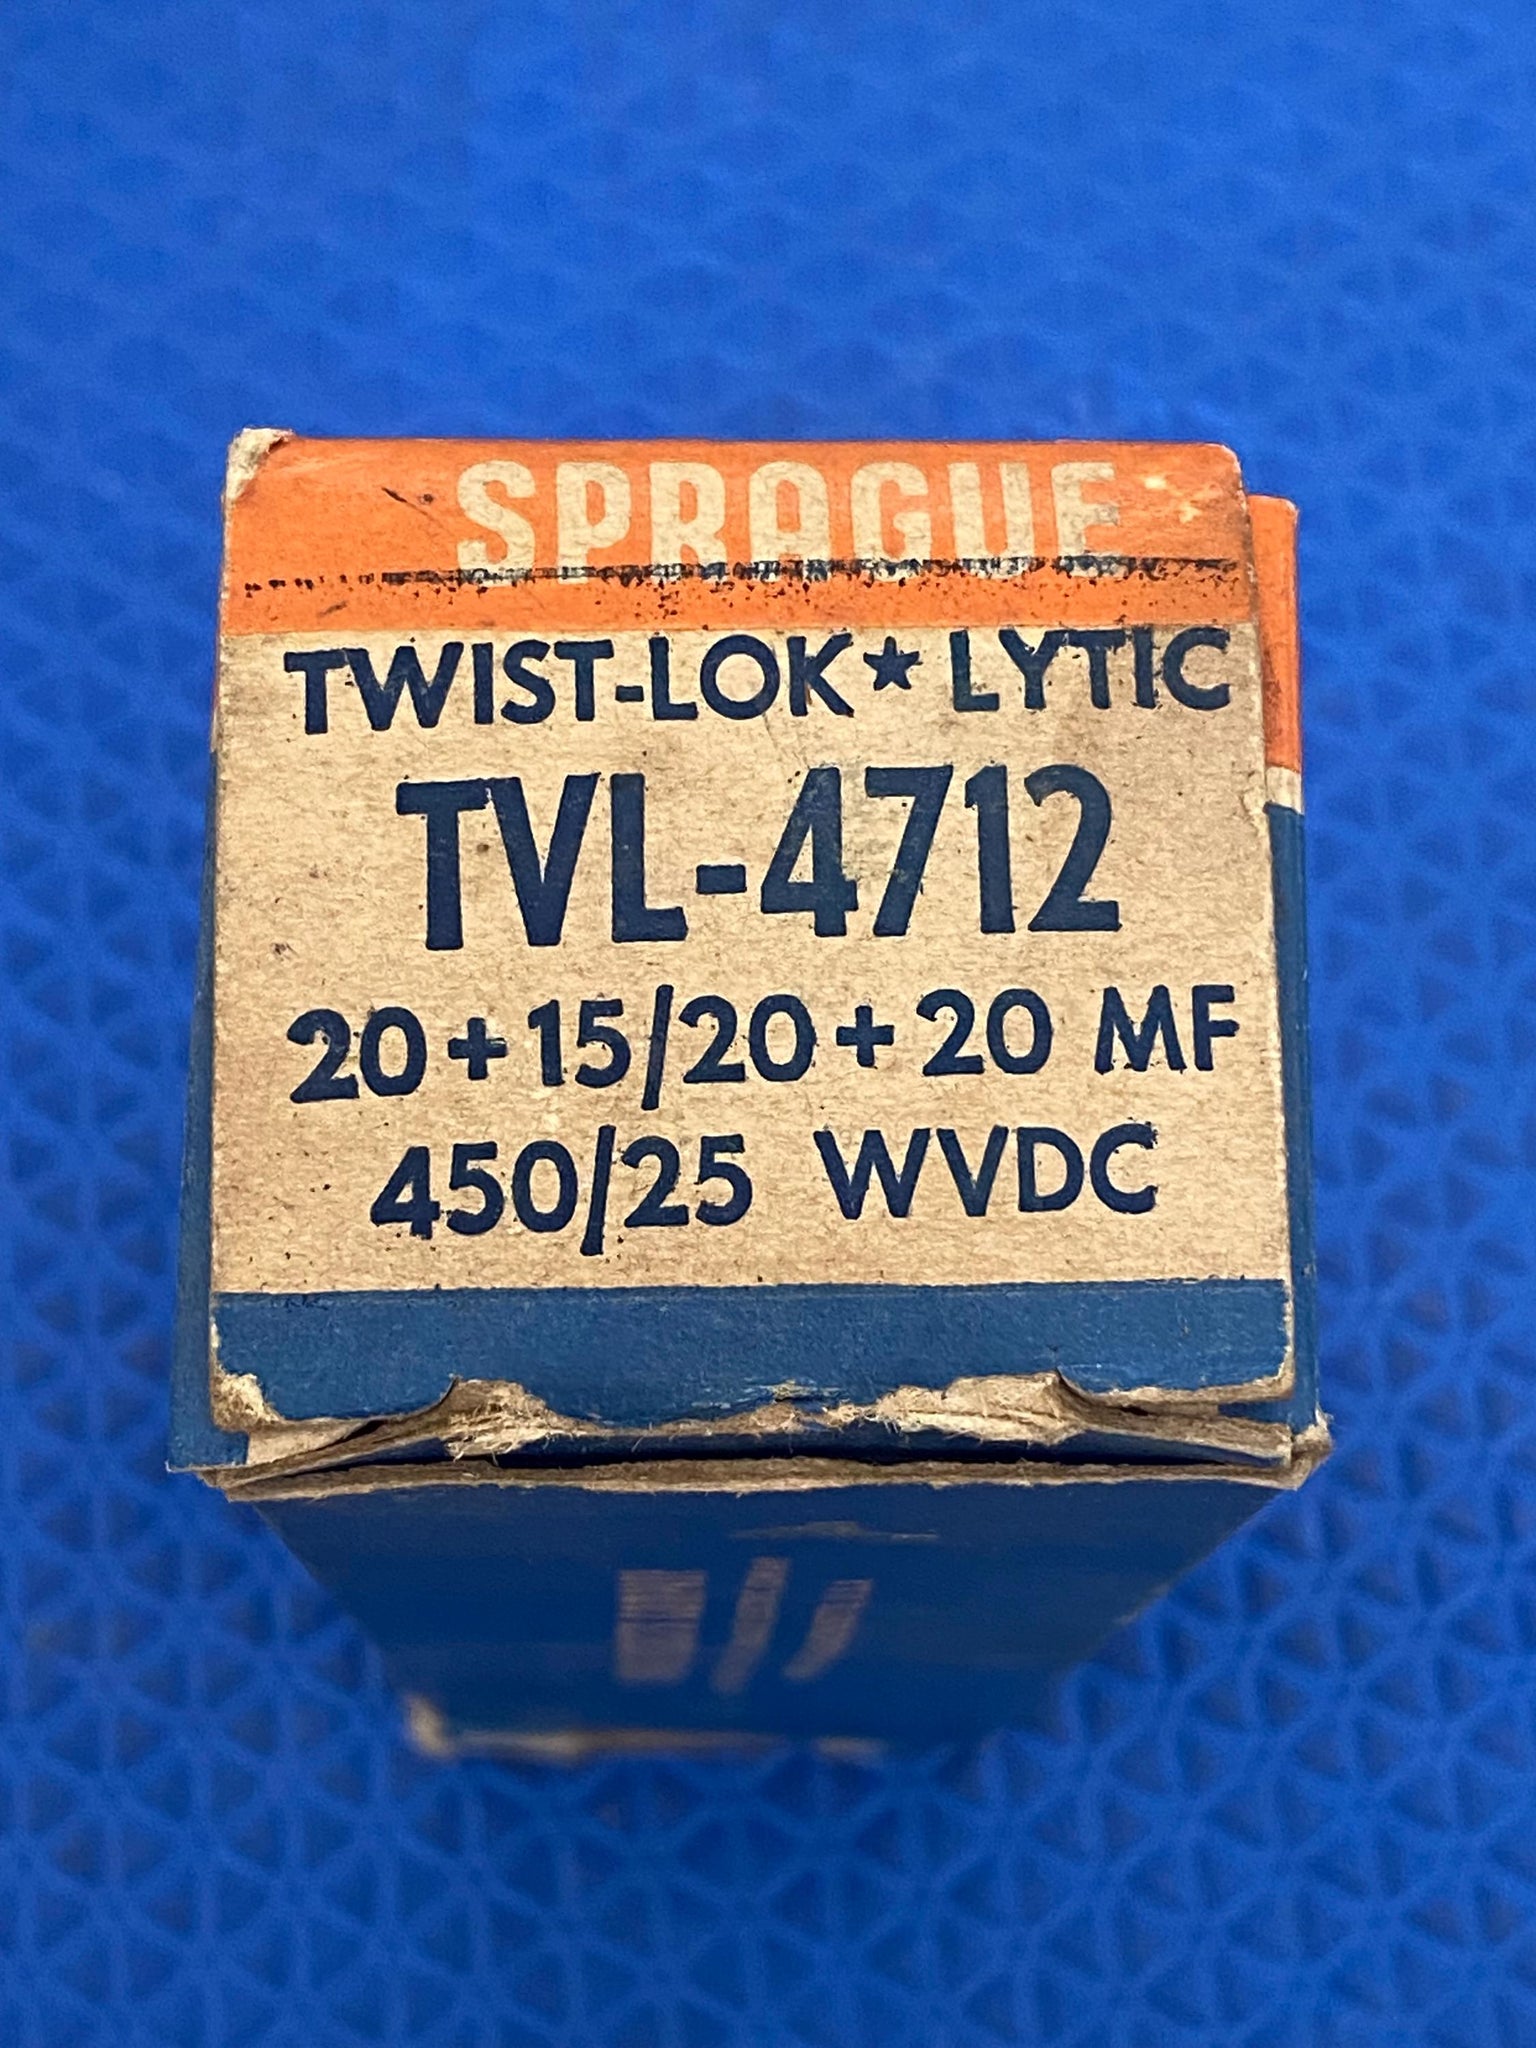 SPRAGUE
TWIST-LOK★ LYTIC
TVL-4712
20+15/20+20 MF
450/25 WVDC